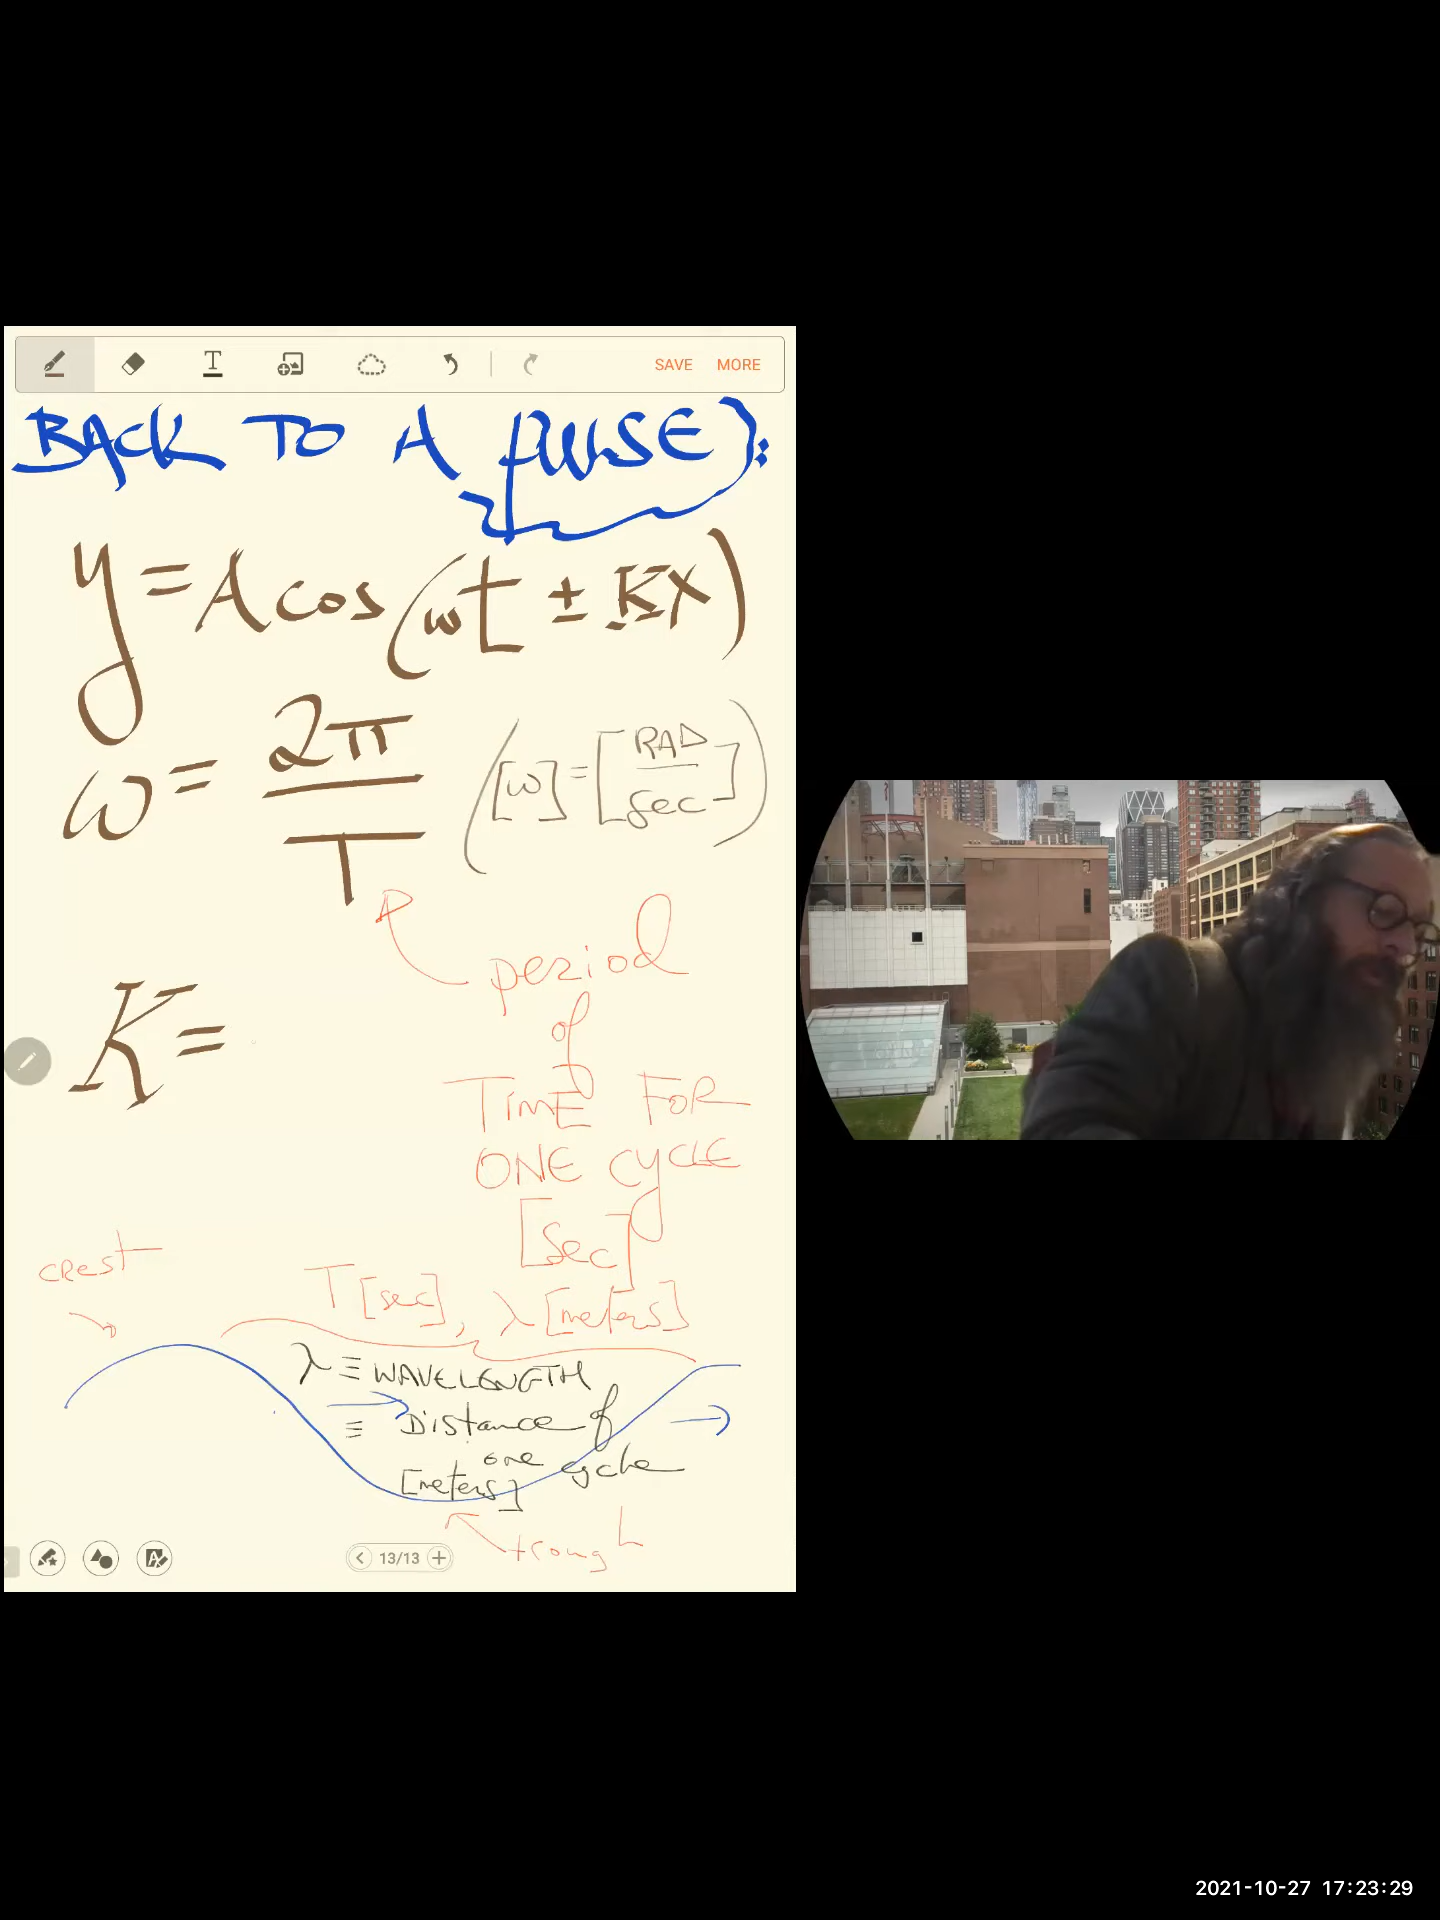 T
SAVE MORE
BACK TO A {PULSE}:
y = A cos(ωt ± Kx)
ω = 2π/T ([ω] = [RAD/sec])
period
of
TIME FOR
K =
ONE CYCLE
[Sec]
crest
T [sec], λ [meters]
λ ≡ WAVELENGTH
≡ Distance of
one cycle
[meters]
trough
A
13/13
2021-10-27 17:23:29